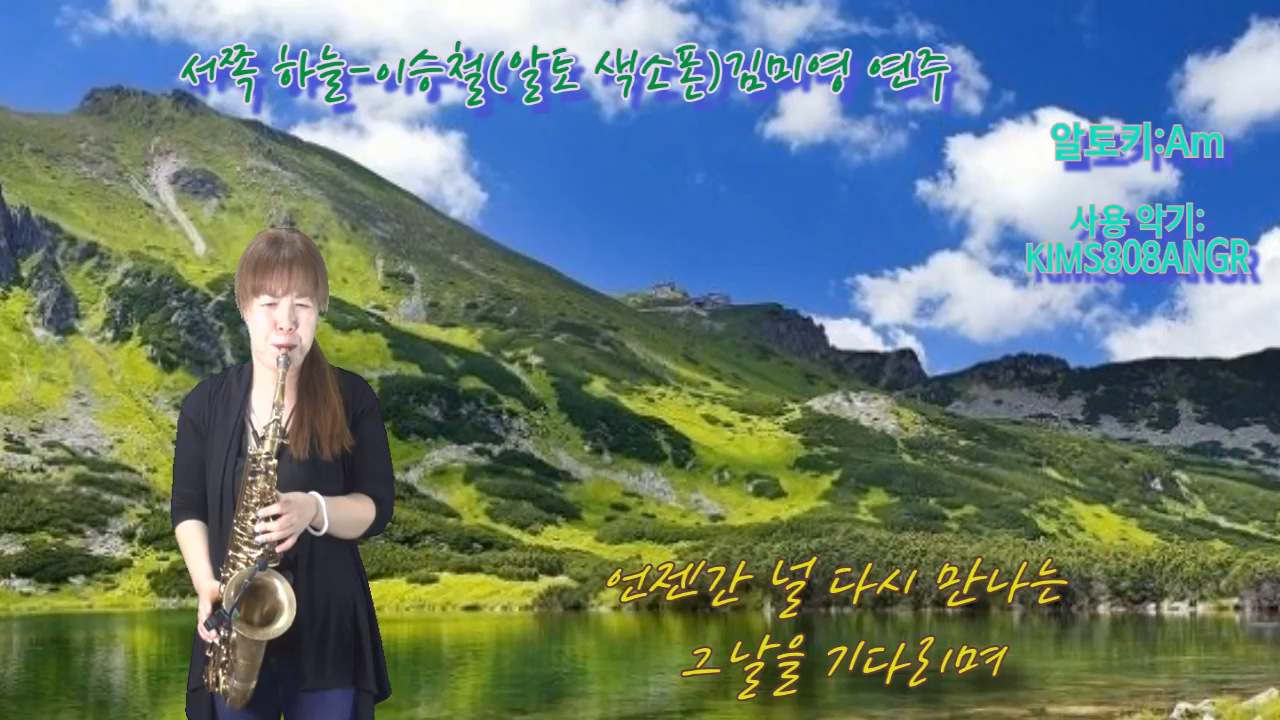 서쪽 하늘-이승철(알토 색소폰)김미영 연주
알토키:Am
사용 악기:
KIMS808ANGR
언젠간 널 다시 만나는
그날을 기다리며